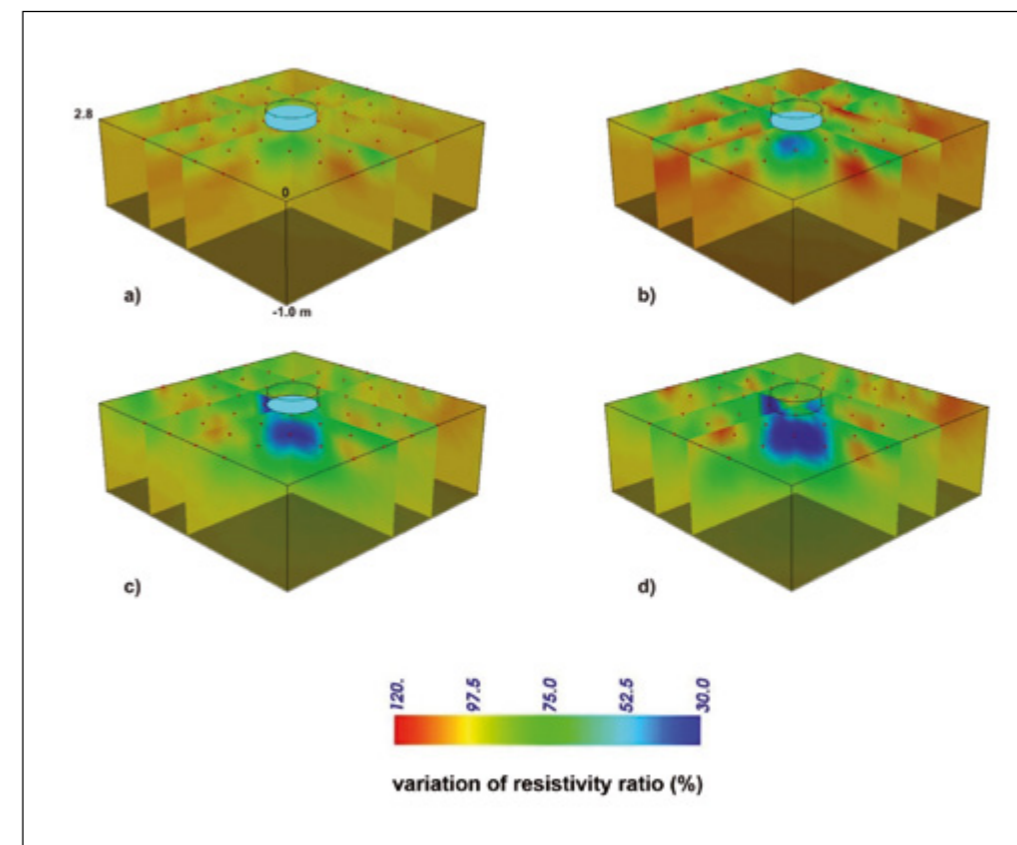 2.8
0
a)
-1.0 m
b)
c)
d)
120. 97.5 75.0 52.5 30.0
variation of resistivity ratio (%)